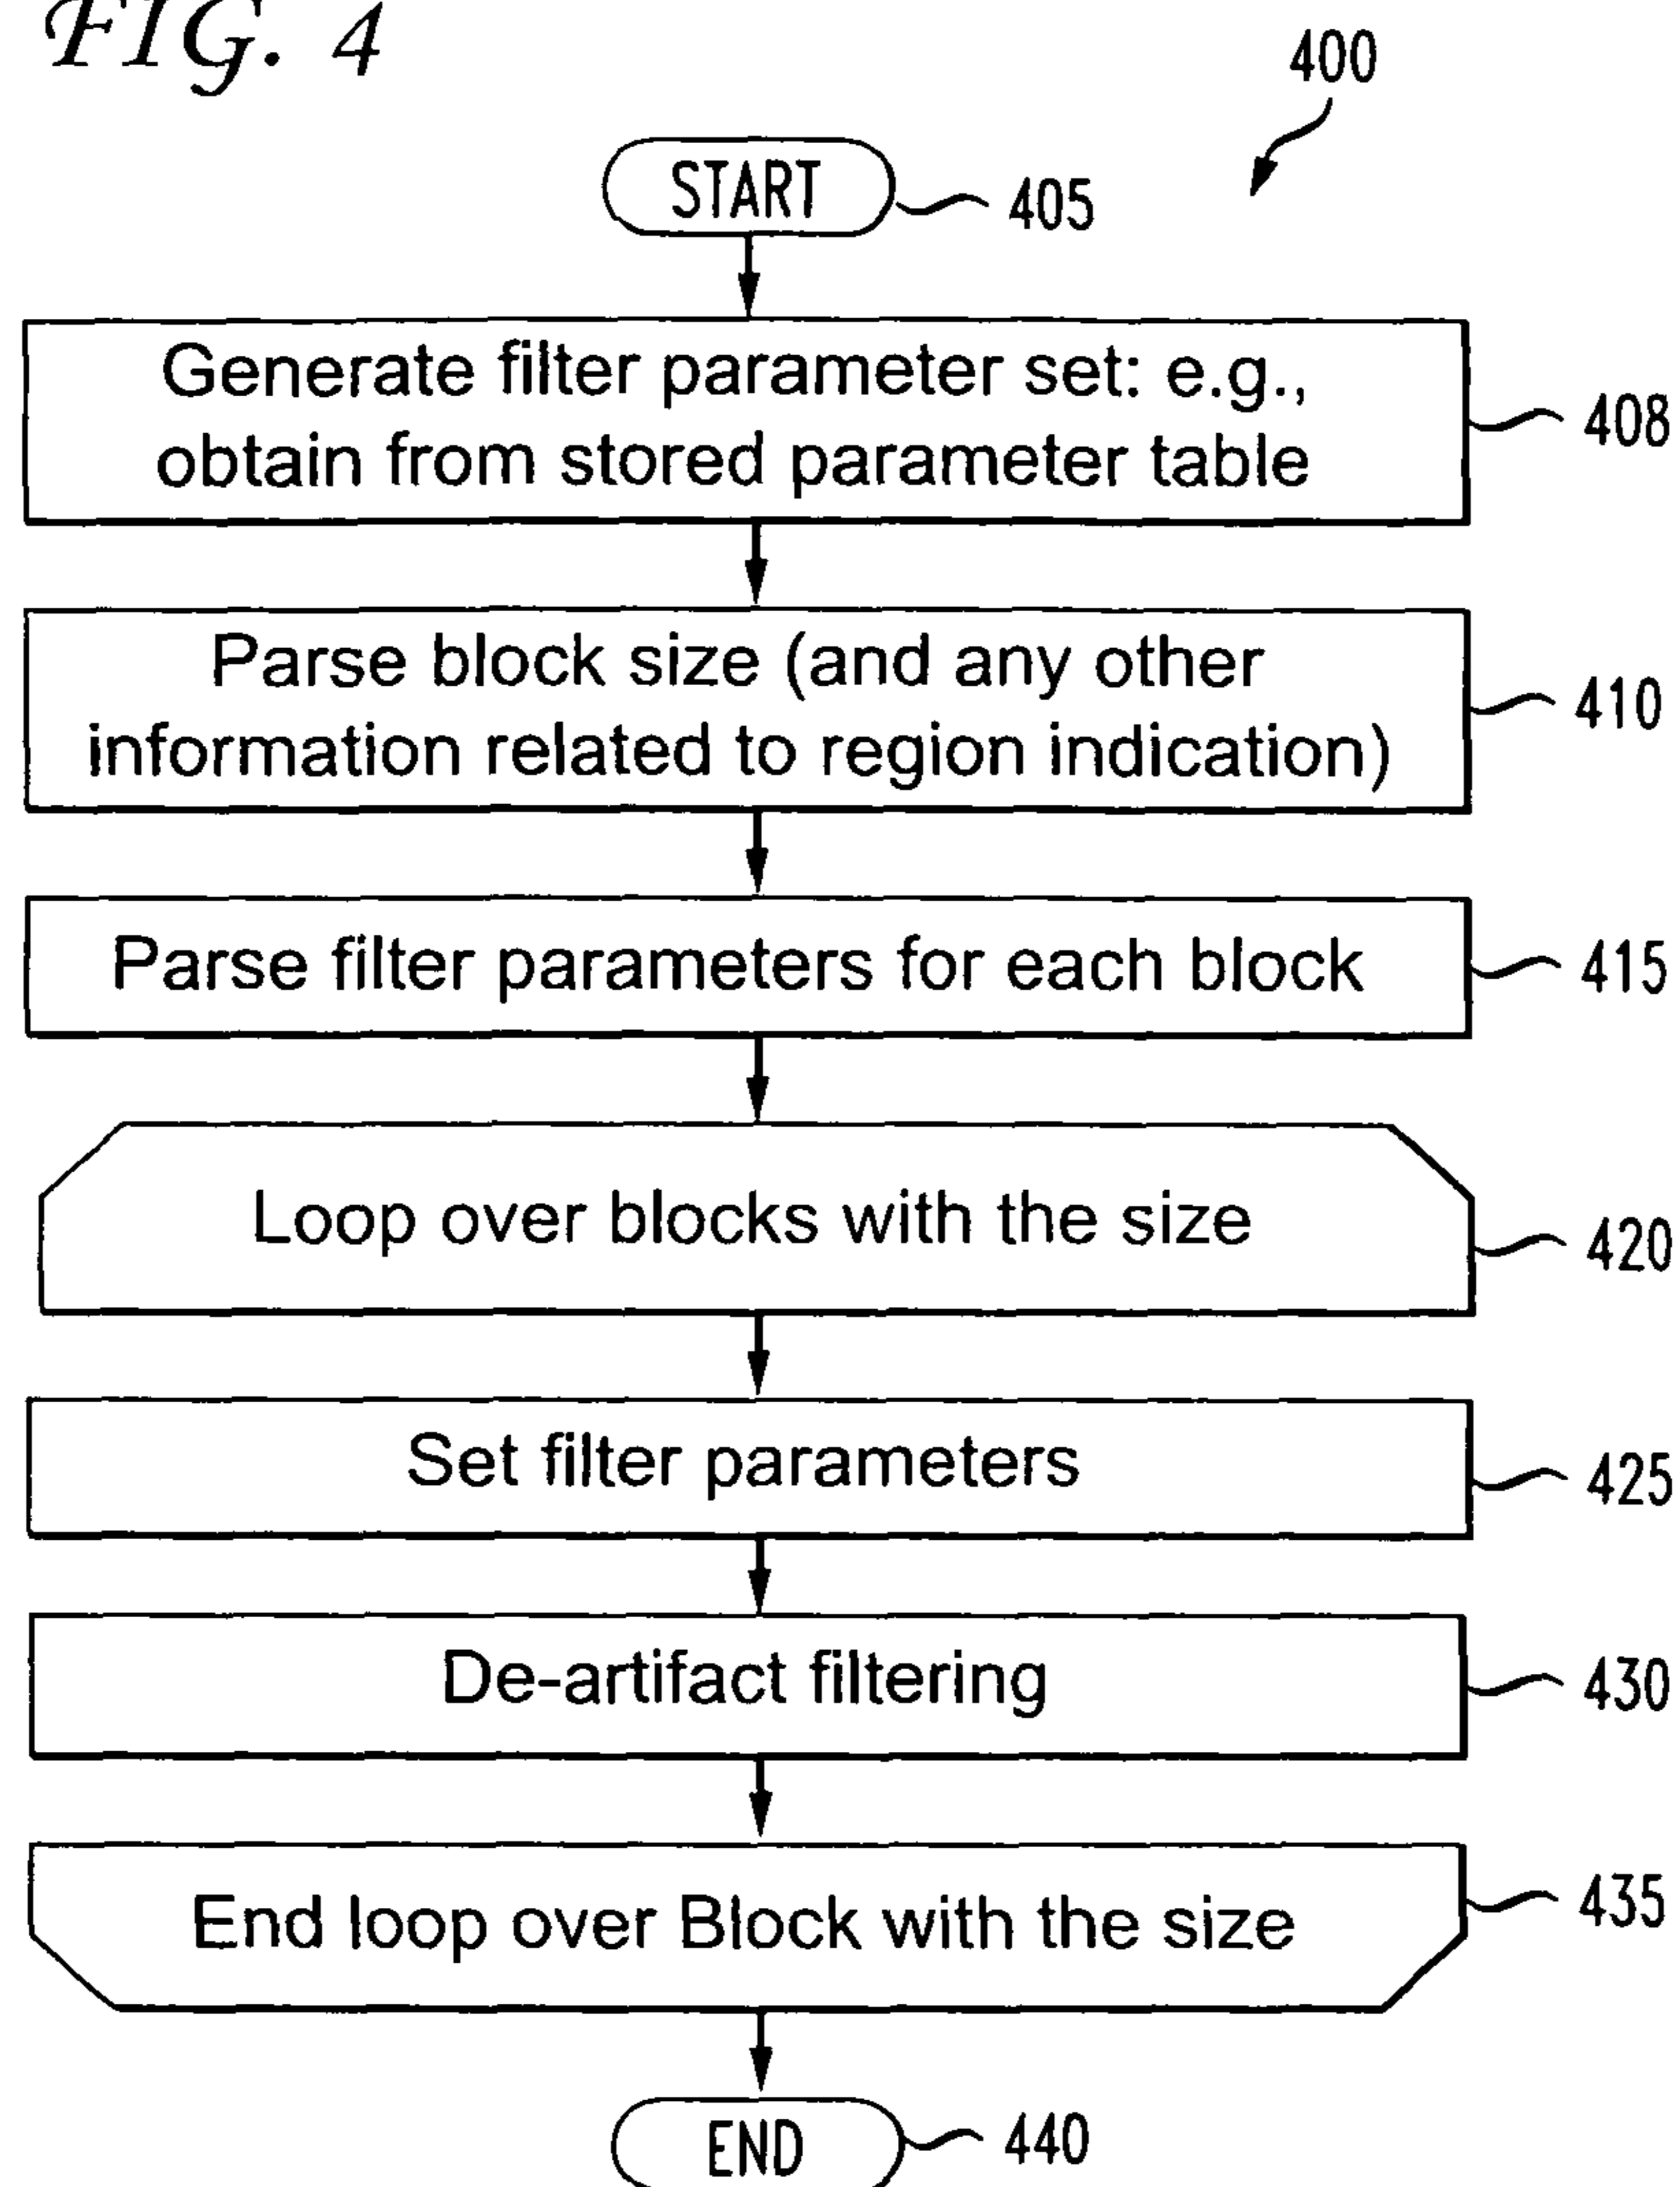 FIG. 4
400
START
405
Generate filter parameter set: e.g.,
obtain from stored parameter table
408
Parse block size (and any other
information related to region indication)
410
Parse filter parameters for each block
415
Loop over blocks with the size
420
Set filter parameters
425
De-artifact filtering
430
End loop over Block with the size
435
END
440